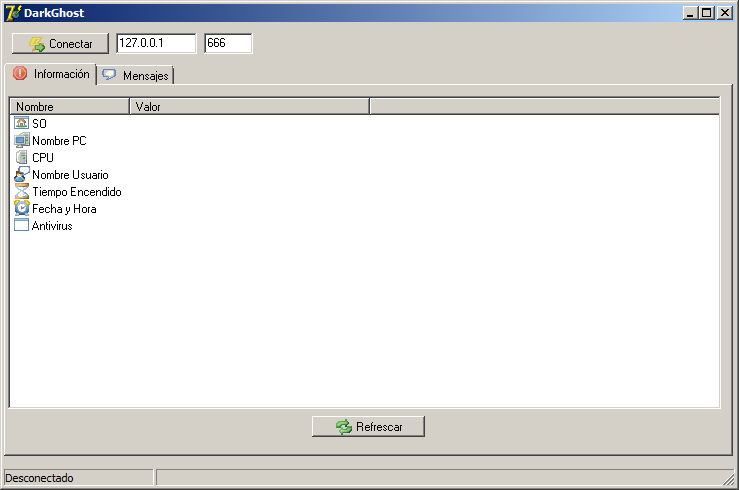 DarkGhost
Conectar 127.0.0.1 666
Información Mensajes
Nombre Valor
SO
Nombre PC
CPU
Nombre Usuario
Tiempo Encendido
Fecha y Hora
Antivirus
Refrescar
Desconectado